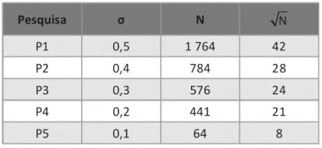 Pesquisa σ N √N
P1 0,5 1 764 42
P2 0,4 784 28
P3 0,3 576 24
P4 0,2 441 21
P5 0,1 64 8